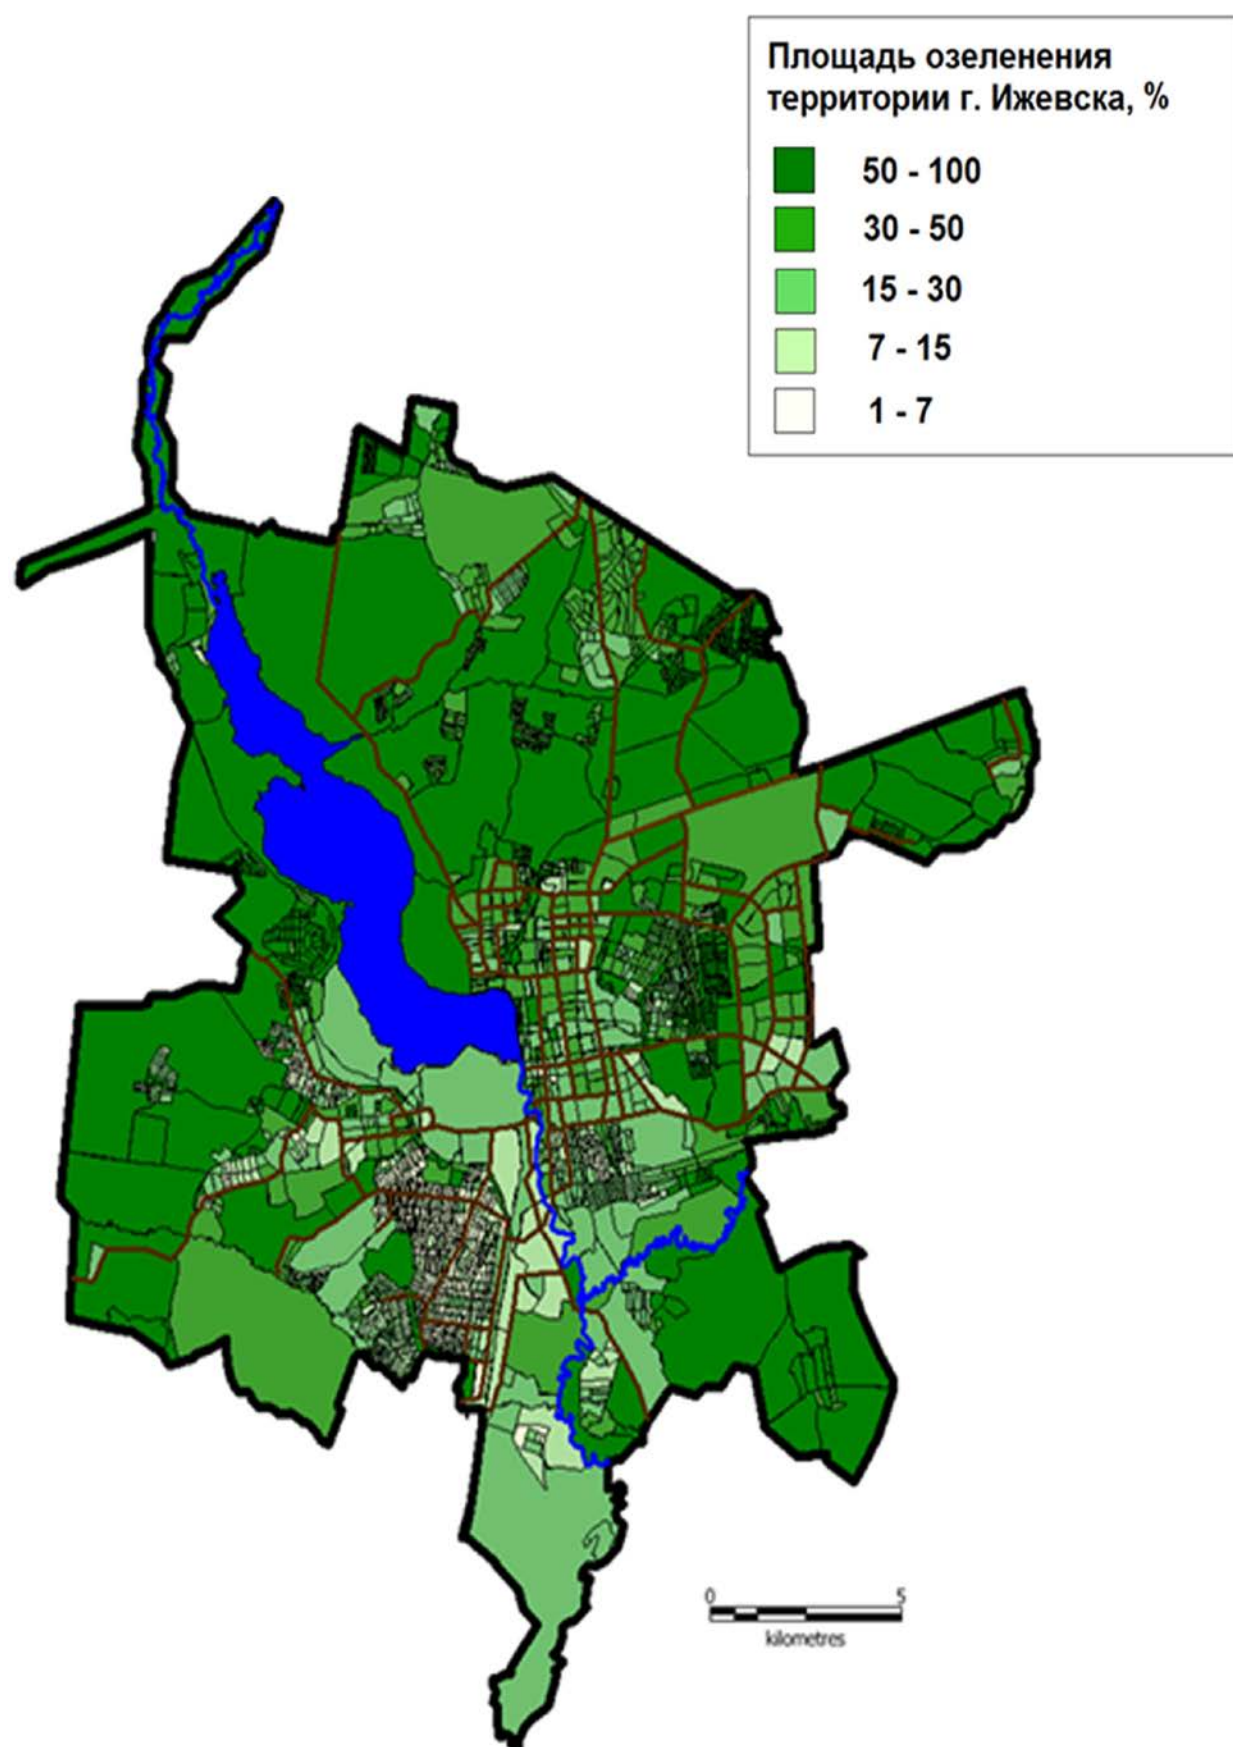 Площадь озеленения
территории г. Ижевска, %
50 - 100
30 - 50
15 - 30
7 - 15
1 - 7
0 5
kilometres